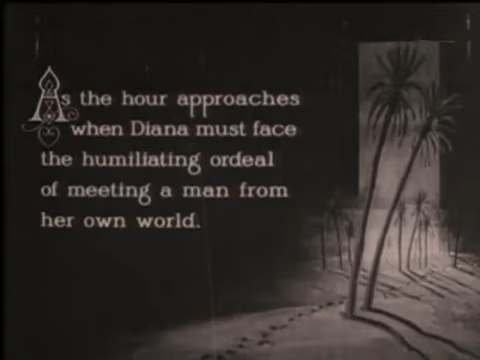 As the hour approaches
when Diana must face
the humiliating ordeal
of meeting a man from
her own world.